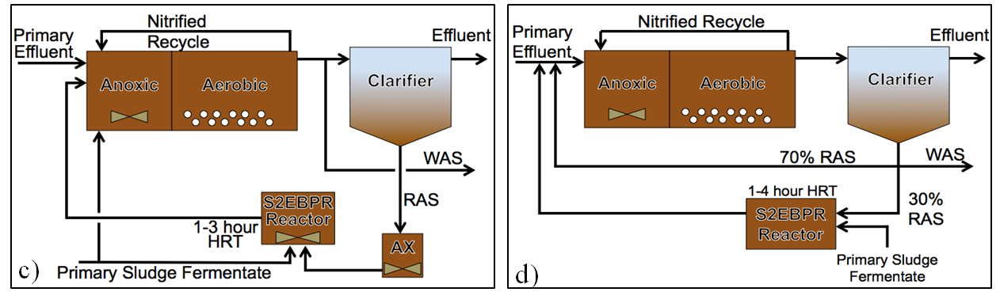 Nitrified
Recycle
Primary
Effluent
Effluent
Anoxic
Aerobic
Clarifier
WAS
RAS
S2EBPR
Reactor
1-3 hour
HRT
AX
Primary Sludge Fermentate
c)
Nitrified Recycle
Primary
Effluent
Effluent
Anoxic
Aerobic
Clarifier
70% RAS
WAS
1-4 hour HRT
S2EBPR
Reactor
30%
RAS
Primary Sludge
Fermentate
d)